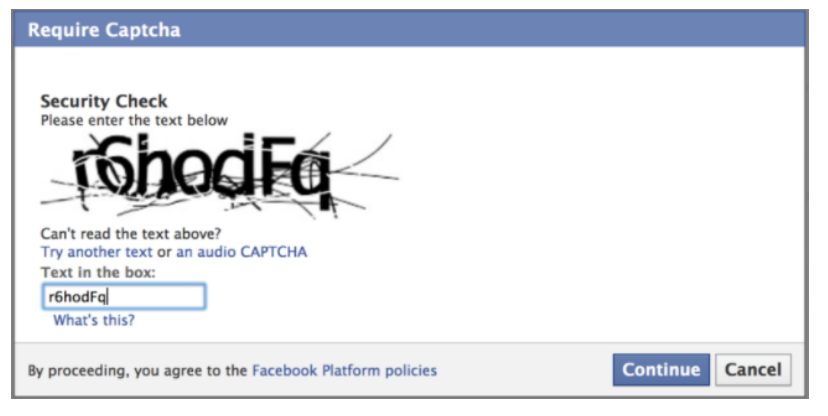 Require Captcha
Security Check
Please enter the text below
r6hodFq
Can't read the text above?
Try another text or an audio CAPTCHA
Text in the box:
r6hodFq
What's this?
By proceeding, you agree to the Facebook Platform policies
Continue
Cancel